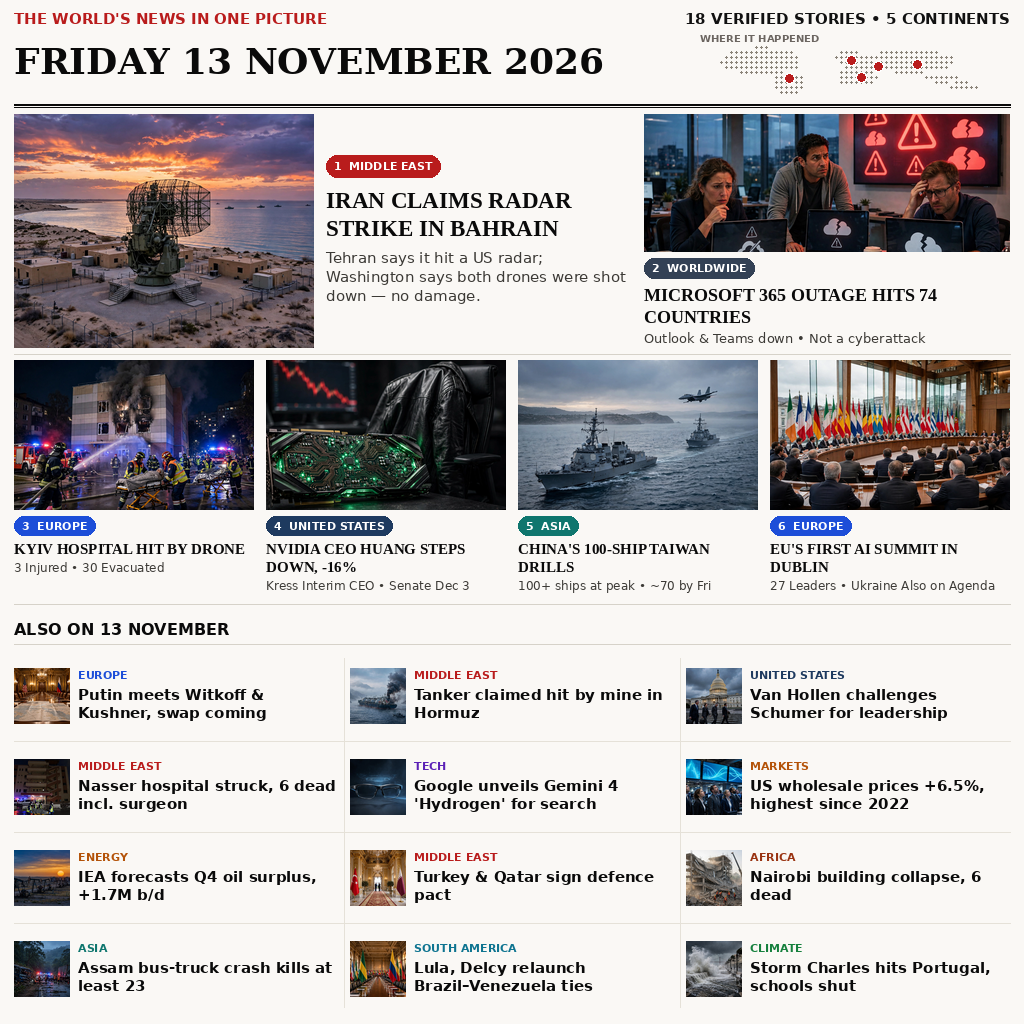 THE WORLD'S NEWS IN ONE PICTURE
18 VERIFIED STORIES • 5 CONTINENTS
FRIDAY 13 NOVEMBER 2026
WHERE IT HAPPENED
1 MIDDLE EAST
IRAN CLAIMS RADAR
STRIKE IN BAHRAIN
Tehran says it hit a US radar;
Washington says both drones were shot
down — no damage.
2 WORLDWIDE
MICROSOFT 365 OUTAGE HITS 74
COUNTRIES
Outlook & Teams down • Not a cyberattack
3 EUROPE
KYIV HOSPITAL HIT BY DRONE
3 Injured • 30 Evacuated
4 UNITED STATES
NVIDIA CEO HUANG STEPS
DOWN, -16%
Kress Interim CEO • Senate Dec 3
5 ASIA
CHINA'S 100-SHIP TAIWAN
DRILLS
100+ ships at peak • ~70 by Fri
6 EUROPE
EU'S FIRST AI SUMMIT IN
DUBLIN
27 Leaders • Ukraine Also on Agenda
ALSO ON 13 NOVEMBER
EUROPE
Putin meets Witkoff &
Kushner, swap coming
MIDDLE EAST
Tanker claimed hit by mine in
Hormuz
UNITED STATES
Van Hollen challenges
Schumer for leadership
MIDDLE EAST
Nasser hospital struck, 6 dead
incl. surgeon
TECH
Google unveils Gemini 4
'Hydrogen' for search
MARKETS
US wholesale prices +6.5%,
highest since 2022
ENERGY
IEA forecasts Q4 oil surplus,
+1.7M b/d
MIDDLE EAST
Turkey & Qatar sign defence
pact
AFRICA
Nairobi building collapse, 6
dead
ASIA
Assam bus-truck crash kills at
least 23
SOUTH AMERICA
Lula, Delcy relaunch
Brazil–Venezuela ties
CLIMATE
Storm Charles hits Portugal,
schools shut